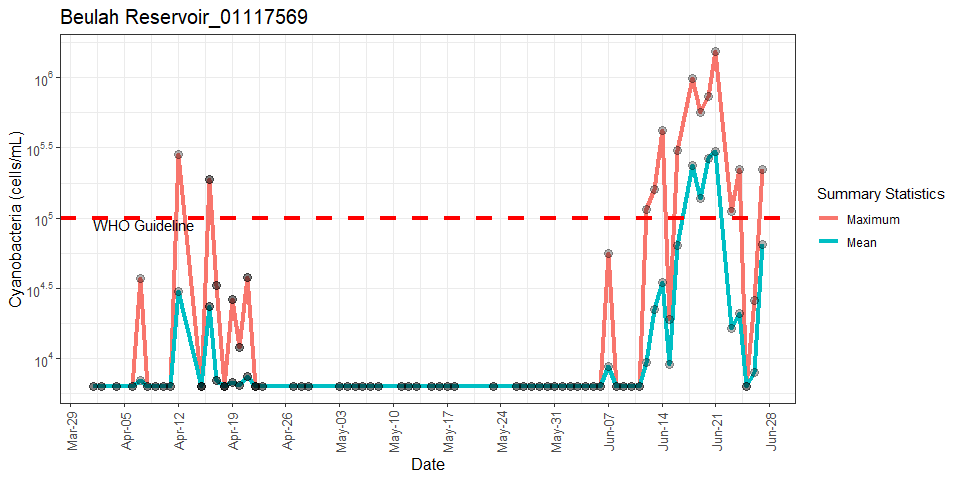 Beulah Reservoir_01117569
Cyanobacteria (cells/mL)
10^6
10^5.5
10^5
10^4.5
10^4
WHO Guideline
Mar-29
Apr-05
Apr-12
Apr-19
Apr-26
May-03
May-10
May-17
May-24
May-31
Jun-07
Jun-14
Jun-21
Jun-28
Date
Summary Statistics
Maximum
Mean